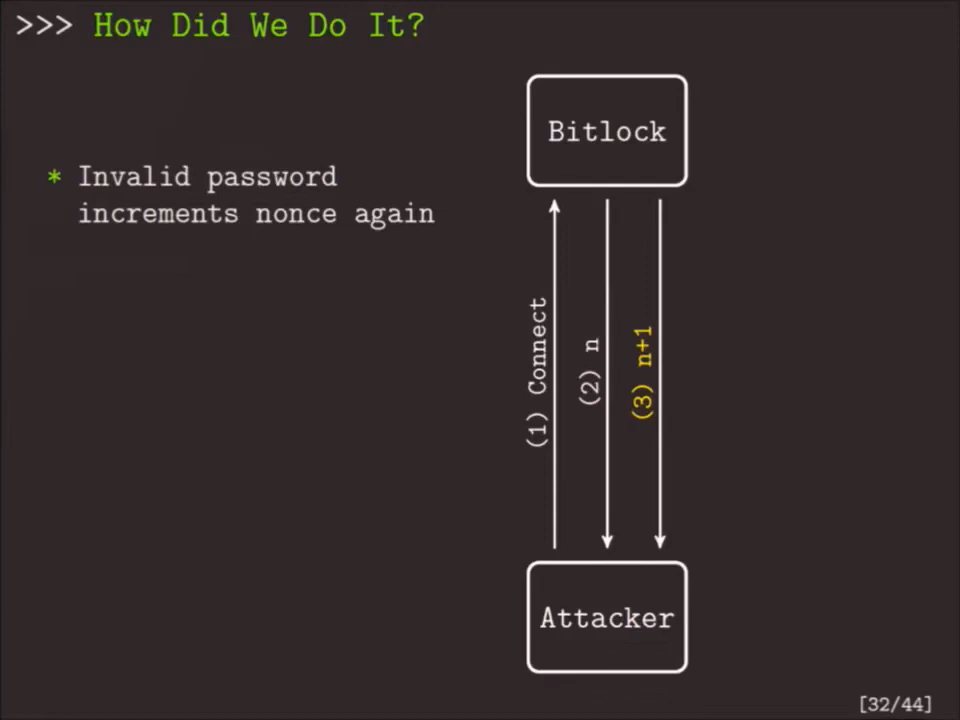 >>> How Did We Do It?
* Invalid password
increments nonce again
Bitlock
(1) Connect
(2) n
(3) n+1
Attacker
[32/44]